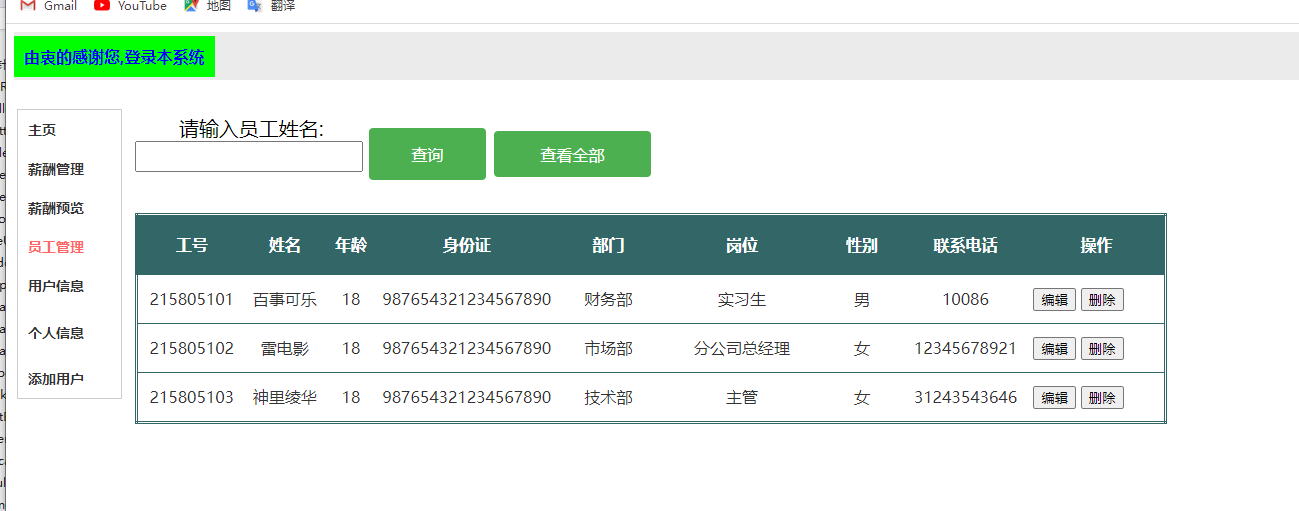 Gmail YouTube 地图 翻译
由衷的感谢您,登录本系统
主页
薪酬管理
薪酬预览
员工管理
用户信息
个人信息
添加用户
请输入员工姓名:
查询 查看全部
工号 姓名 年龄 身份证 部门 岗位 性别 联系电话 操作
215805101 百事可乐 18 987654321234567890 财务部 实习生 男 10086 编辑 删除
215805102 雷电影 18 987654321234567890 市场部 分公司总经理 女 12345678921 编辑 删除
215805103 神里绫华 18 987654321234567890 技术部 主管 女 31243543646 编辑 删除